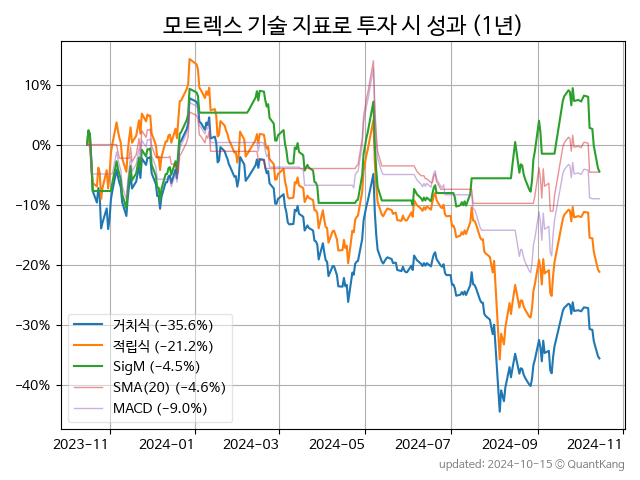 모트렉스 기술 지표로 투자 시 성과 (1년)
10%
0%
−10%
−20%
−30%
−40%
거치식 (−35.6%)
적립식 (−21.2%)
SigM (−4.5%)
SMA(20) (−4.6%)
MACD (−9.0%)
2023−11 2024−01 2024−03 2024−05 2024−07 2024−09 2024−11
updated: 2024-10-15 © QuantKang